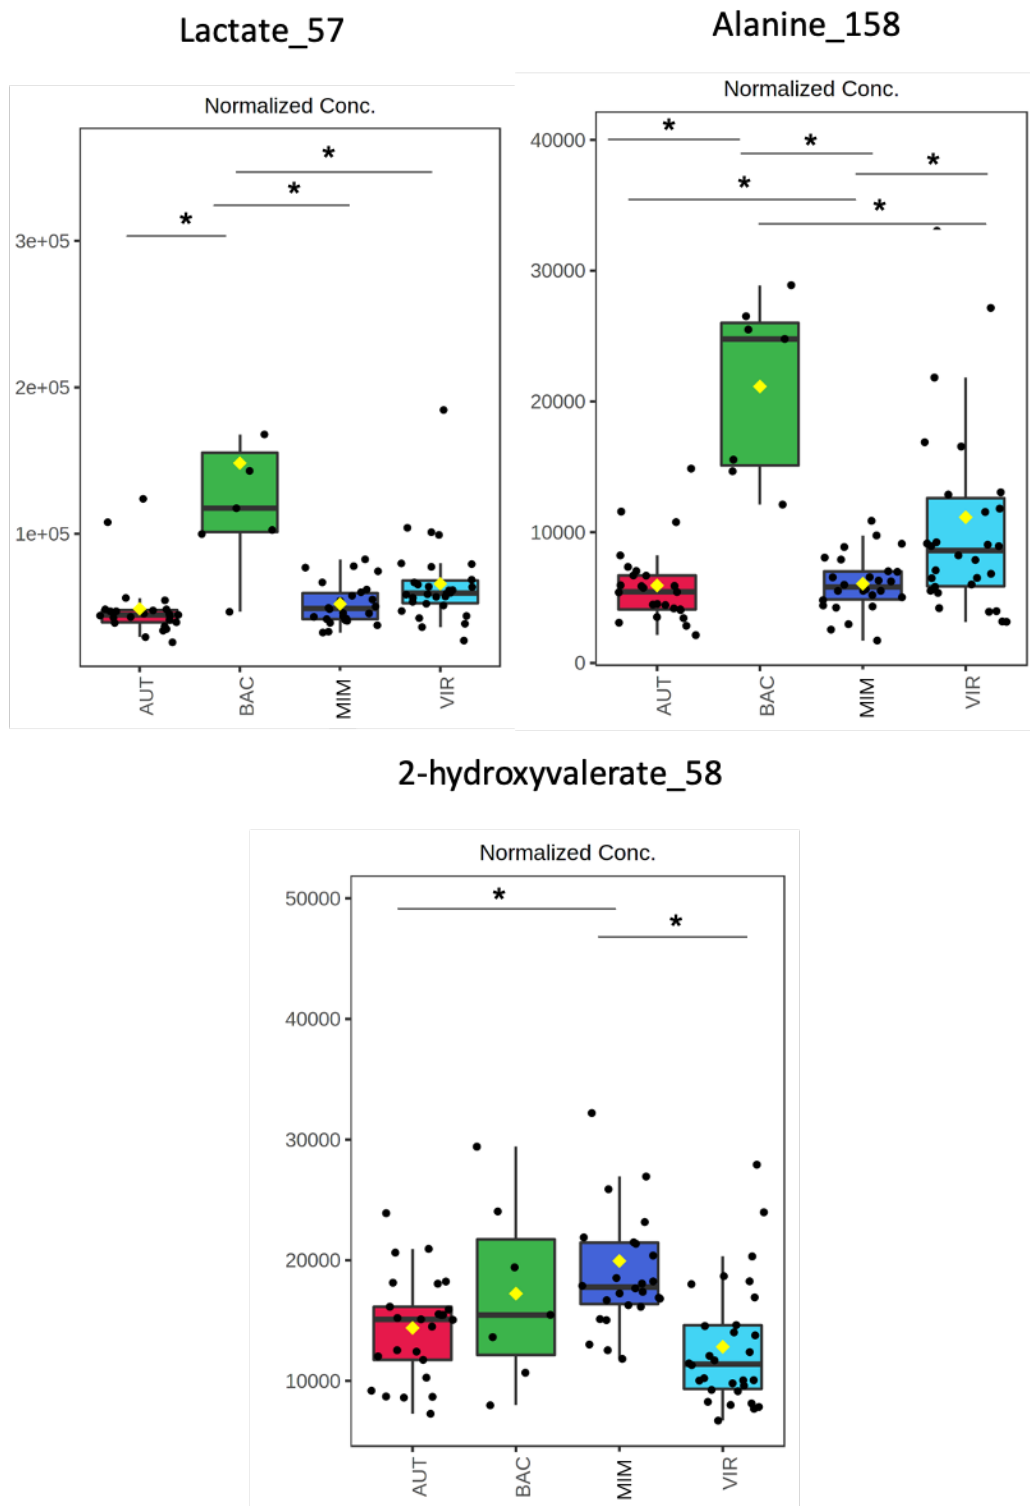 Lactate_57
Normalized Conc.
*
*
*
3e+05
2e+05
1e+05
AUT
BAC
MIM
VIR
Alanine_158
Normalized Conc.
40000
*
*
*
*
*
30000
20000
10000
0
AUT
BAC
MIM
VIR
2-hydroxyvalerate_58
Normalized Conc.
50000
*
*
40000
30000
20000
10000
AUT
BAC
MIM
VIR